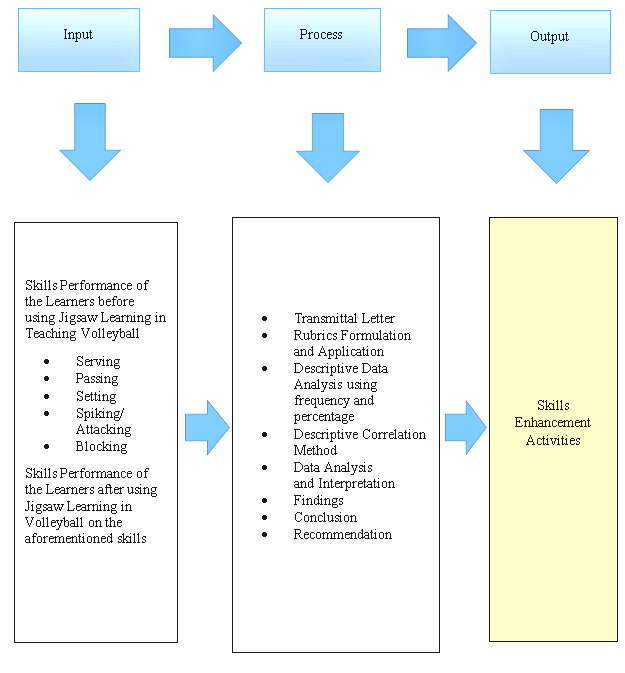 Input
Process
Output
Skills Performance of
the Learners before
using Jigsaw Learning in
Teaching Volleyball
• Serving
• Passing
• Setting
• Spiking/
Attacking
• Blocking
Skills Performance of
the Learners after using
Jigsaw Learning in
Volleyball on the
aforementioned skills
• Transmittal Letter
• Rubrics Formulation
and Application
• Descriptive Data
Analysis using
frequency and
percentage
• Descriptive Correlation
Method
• Data Analysis
and Interpretation
• Findings
• Conclusion
• Recommendation
Skills
Enhancement
Activities